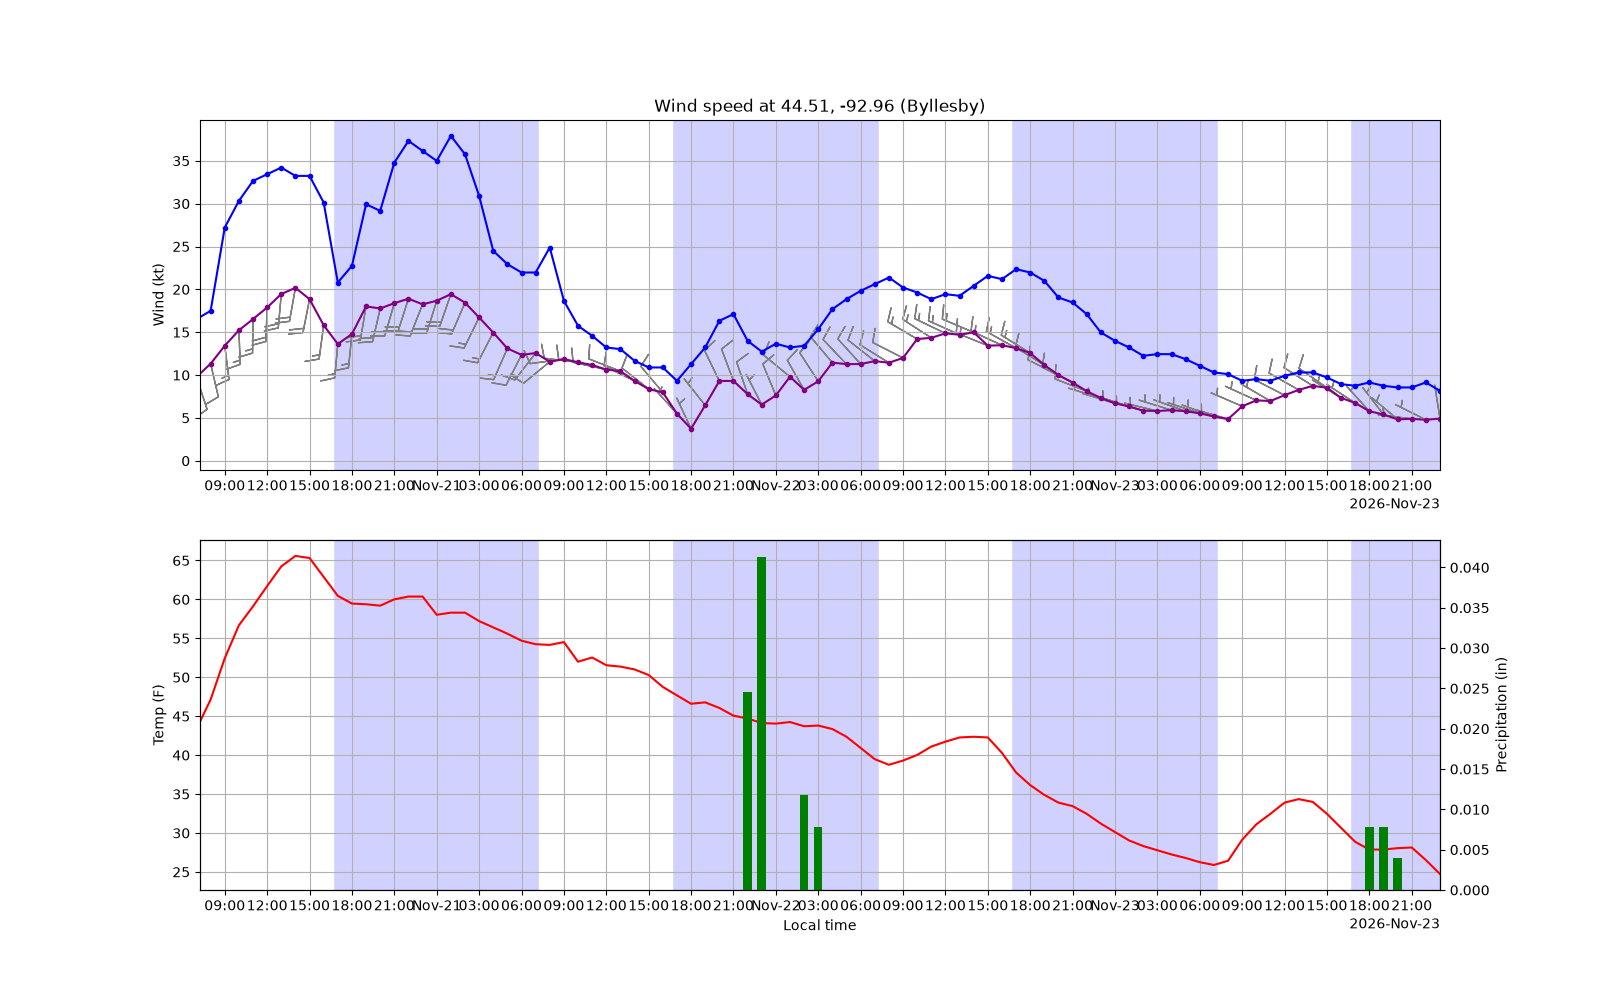 Wind speed at 44.51, -92.96 (Byllesby)
35
30
25
20
15
10
5
0
Wind (kt)
09:00 12:00 15:00 18:00 21:00 Nov-21 03:00 06:00 09:00 12:00 15:00 18:00 21:00 Nov-22 03:00 06:00 09:00 12:00 15:00 18:00 21:00 Nov-23 03:00 06:00 09:00 12:00 15:00 18:00 21:00
2026-Nov-23
65
60
55
50
45
40
35
30
25
Temp (F)
0.040
0.035
0.030
0.025
0.020
0.015
0.010
0.005
0.000
Precipitation (in)
09:00 12:00 15:00 18:00 21:00 Nov-21 03:00 06:00 09:00 12:00 15:00 18:00 21:00 Nov-22 03:00 06:00 09:00 12:00 15:00 18:00 21:00 Nov-23 03:00 06:00 09:00 12:00 15:00 18:00 21:00
Local time
2026-Nov-23